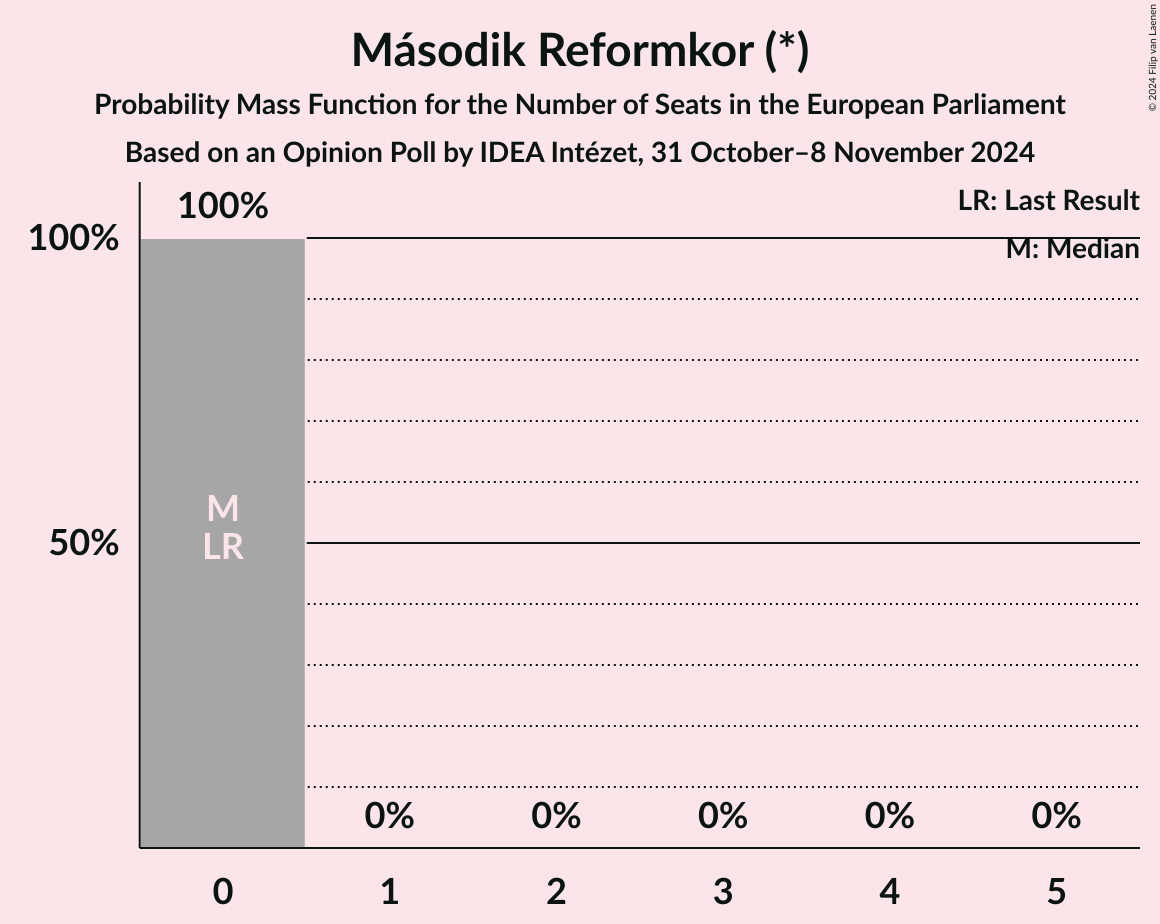 Második Reformkor (*)
Probability Mass Function for the Number of Seats in the European Parliament
Based on an Opinion Poll by IDEA Intézet, 31 October–8 November 2024
© 2024 Filip van Laenen
LR: Last Result
M: Median
100%
100%
50%
M
LR
0%
0%
0%
0%
0%
0
1
2
3
4
5